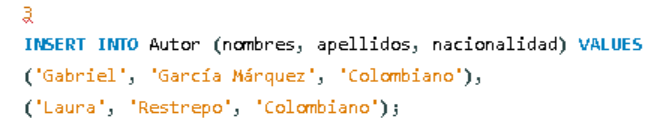 3
INSERT INTO Autor (nombres, apellidos, nacionalidad) VALUES
('Gabriel', 'García Márquez', 'Colombiano'),
('Laura', 'Restrepo', 'Colombiano');